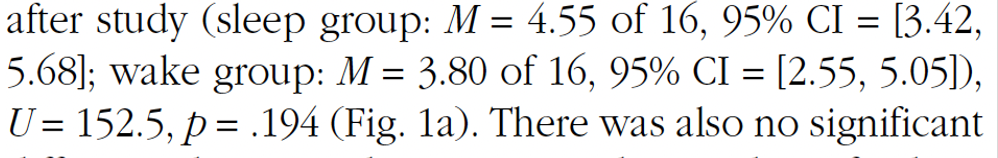 after study (sleep group: M = 4.55 of 16, 95% CI = [3.42,
5.68]; wake group: M = 3.80 of 16, 95% CI = [2.55, 5.05]),
U = 152.5, p = .194 (Fig. 1a). There was also no significant